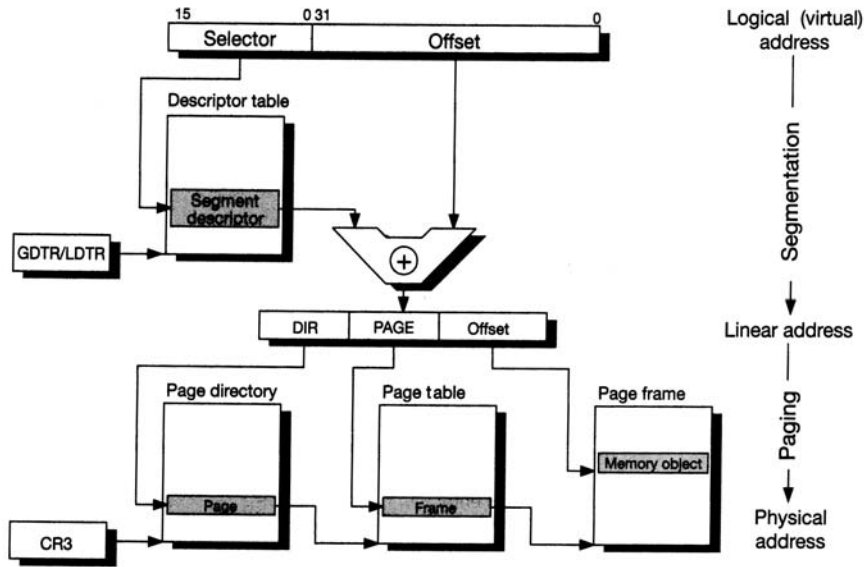 15 0 31 0
Selector Offset
Logical (virtual)
address
Descriptor table
Segment
descriptor
GDTR/LDTR
+
Segmentation
DIR PAGE Offset
Linear address
Page directory Page table Page frame
Memory object
Page Frame
CR3
Paging
Physical
address